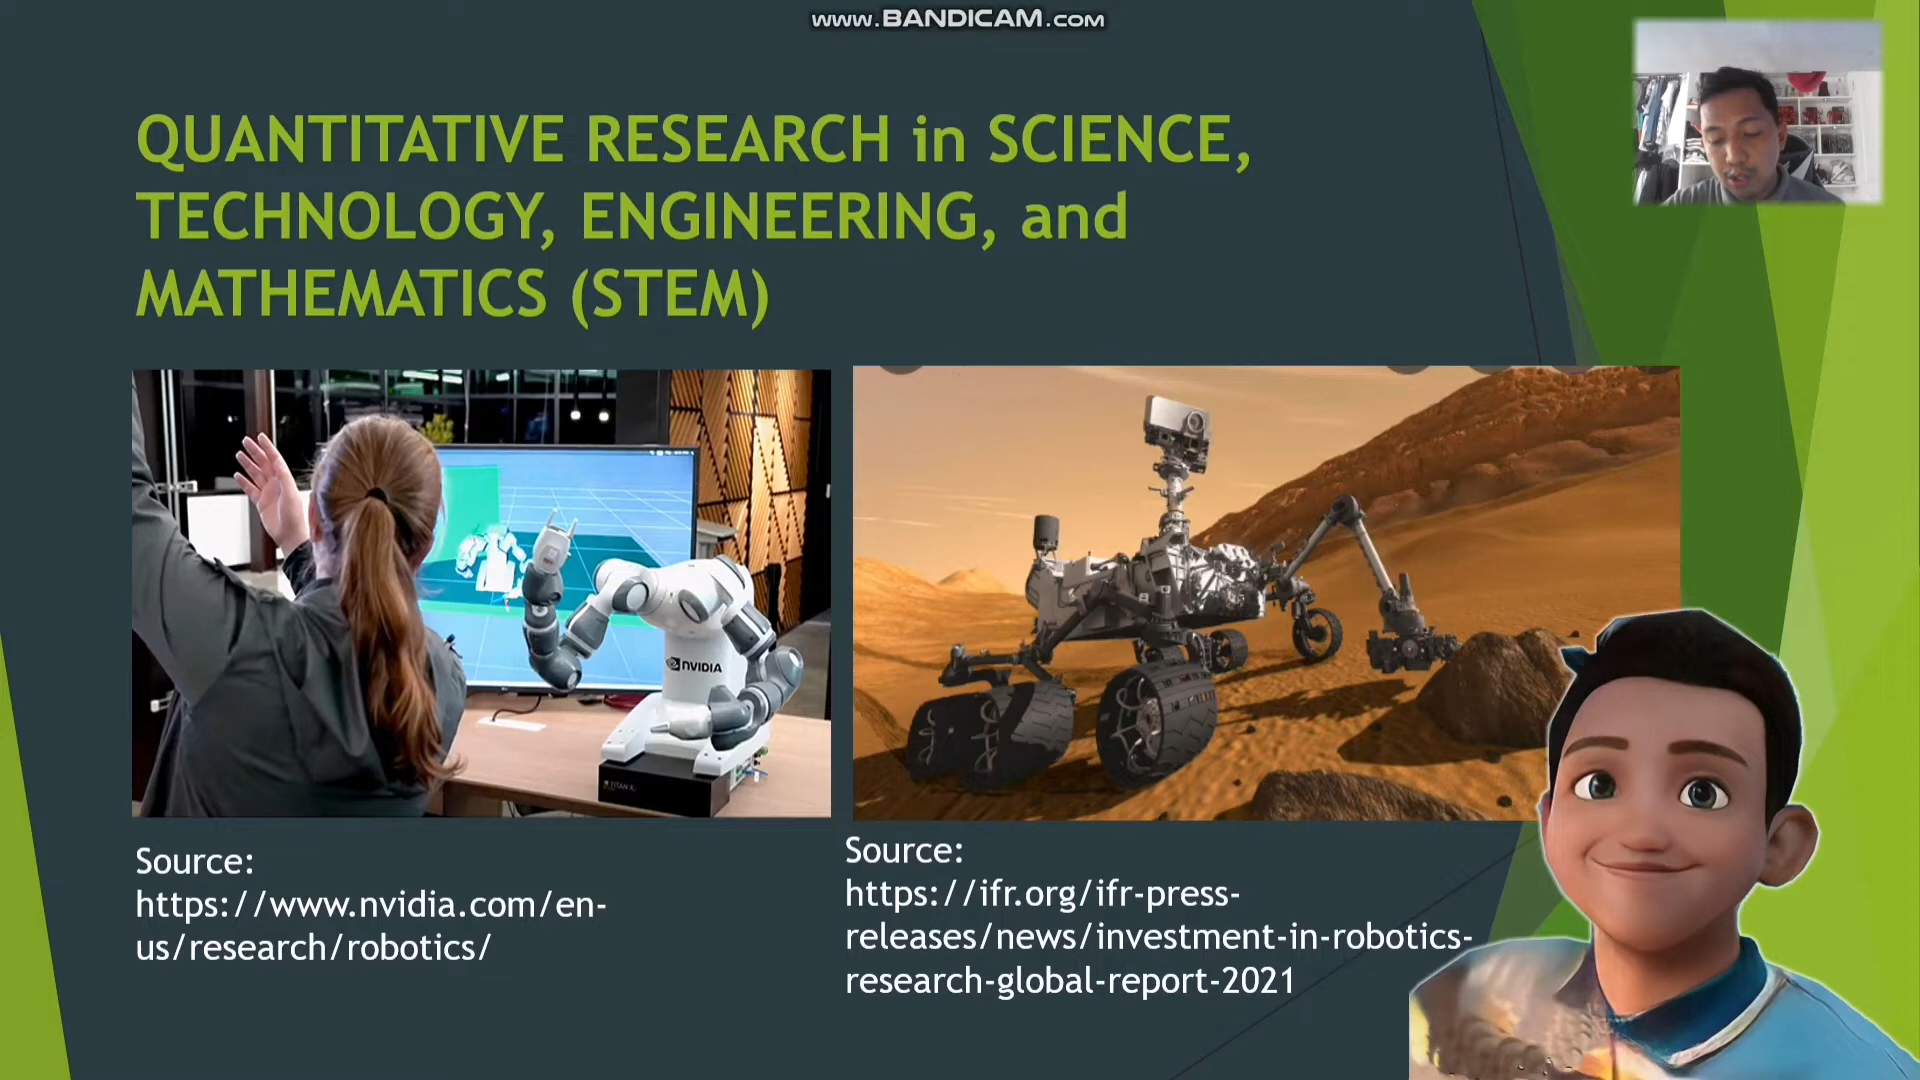 www.BANDICAM.com
QUANTITATIVE RESEARCH in SCIENCE,
TECHNOLOGY, ENGINEERING, and
MATHEMATICS (STEM)
NVIDIA
TITAN X
Source:
https://www.nvidia.com/en-
us/research/robotics/
Source:
https://ifr.org/ifr-press-
releases/news/investment-in-robotics-
research-global-report-2021